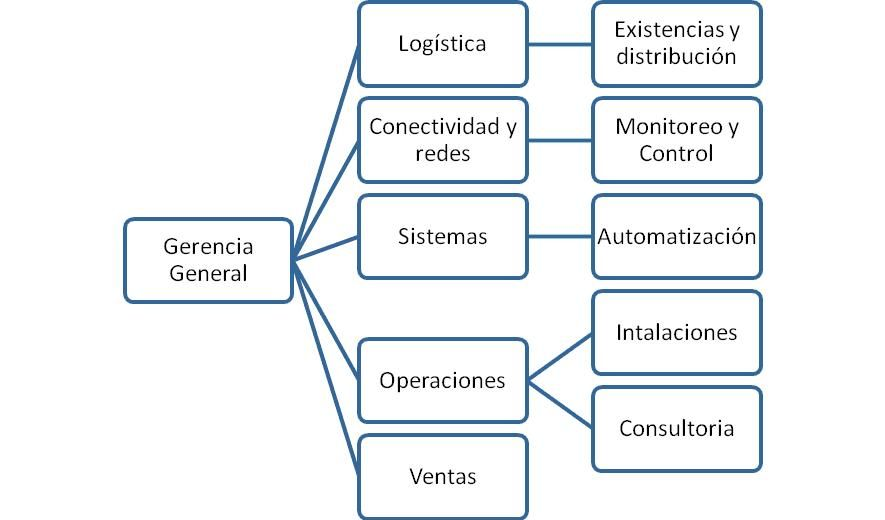 Gerencia
General
Logística
Existencias y
distribución
Conectividad y
redes
Monitoreo y
Control
Sistemas
Automatización
Operaciones
Intalaciones
Consultoria
Ventas